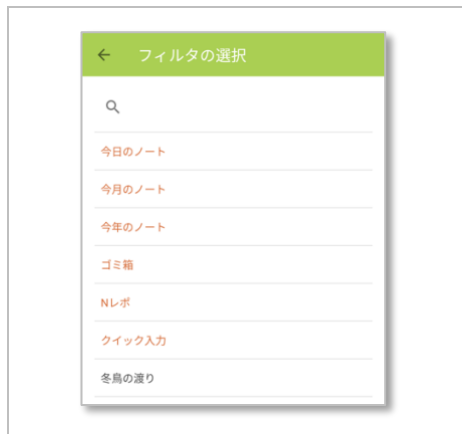 フィルタの選択
今日のノート
今月のノート
今年のノート
ゴミ箱
Nレポ
クイック入力
冬鳥の渡り